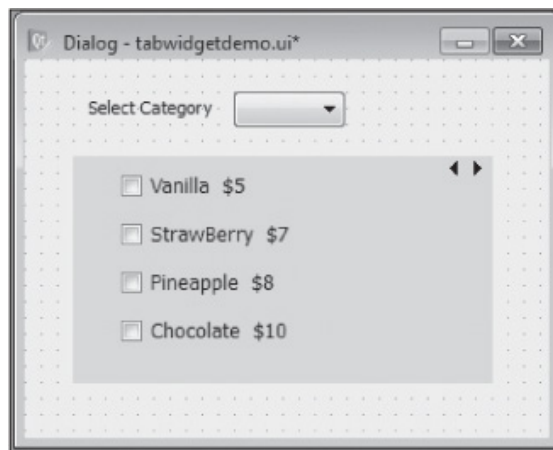 Dialog - tabwidgetdemo.ui*
Select Category
Vanilla $5
StrawBerry $7
Pineapple $8
Chocolate $10